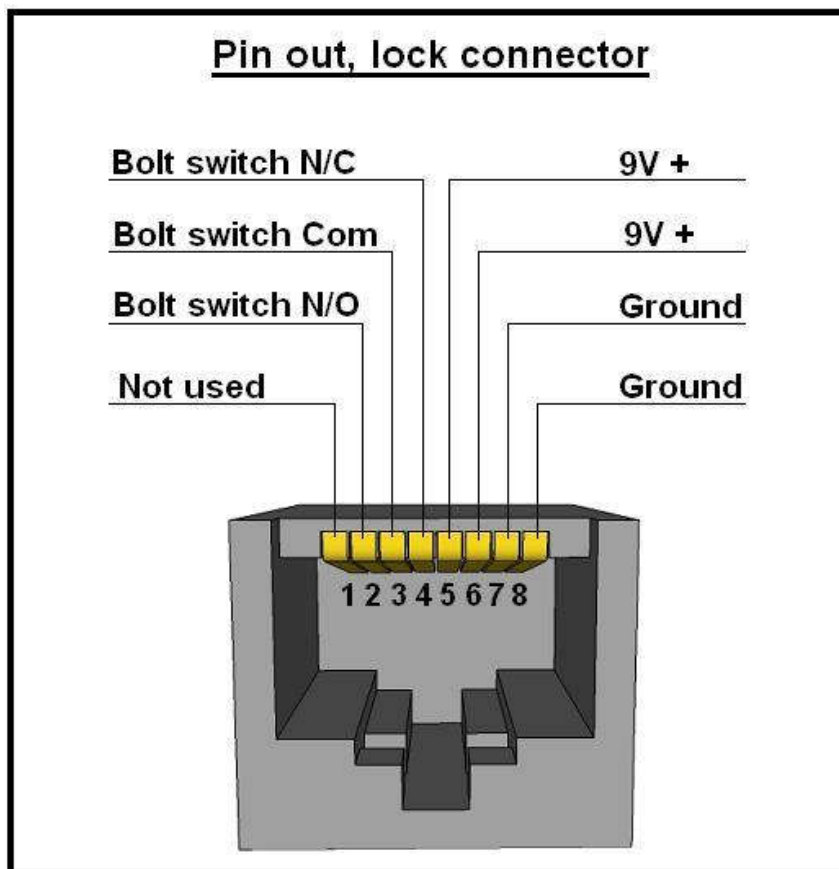 Pin out, lock connector
Bolt switch N/C
9V +
Bolt switch Com
9V +
Bolt switch N/O
Ground
Not used
Ground
1 2 3 4 5 6 7 8